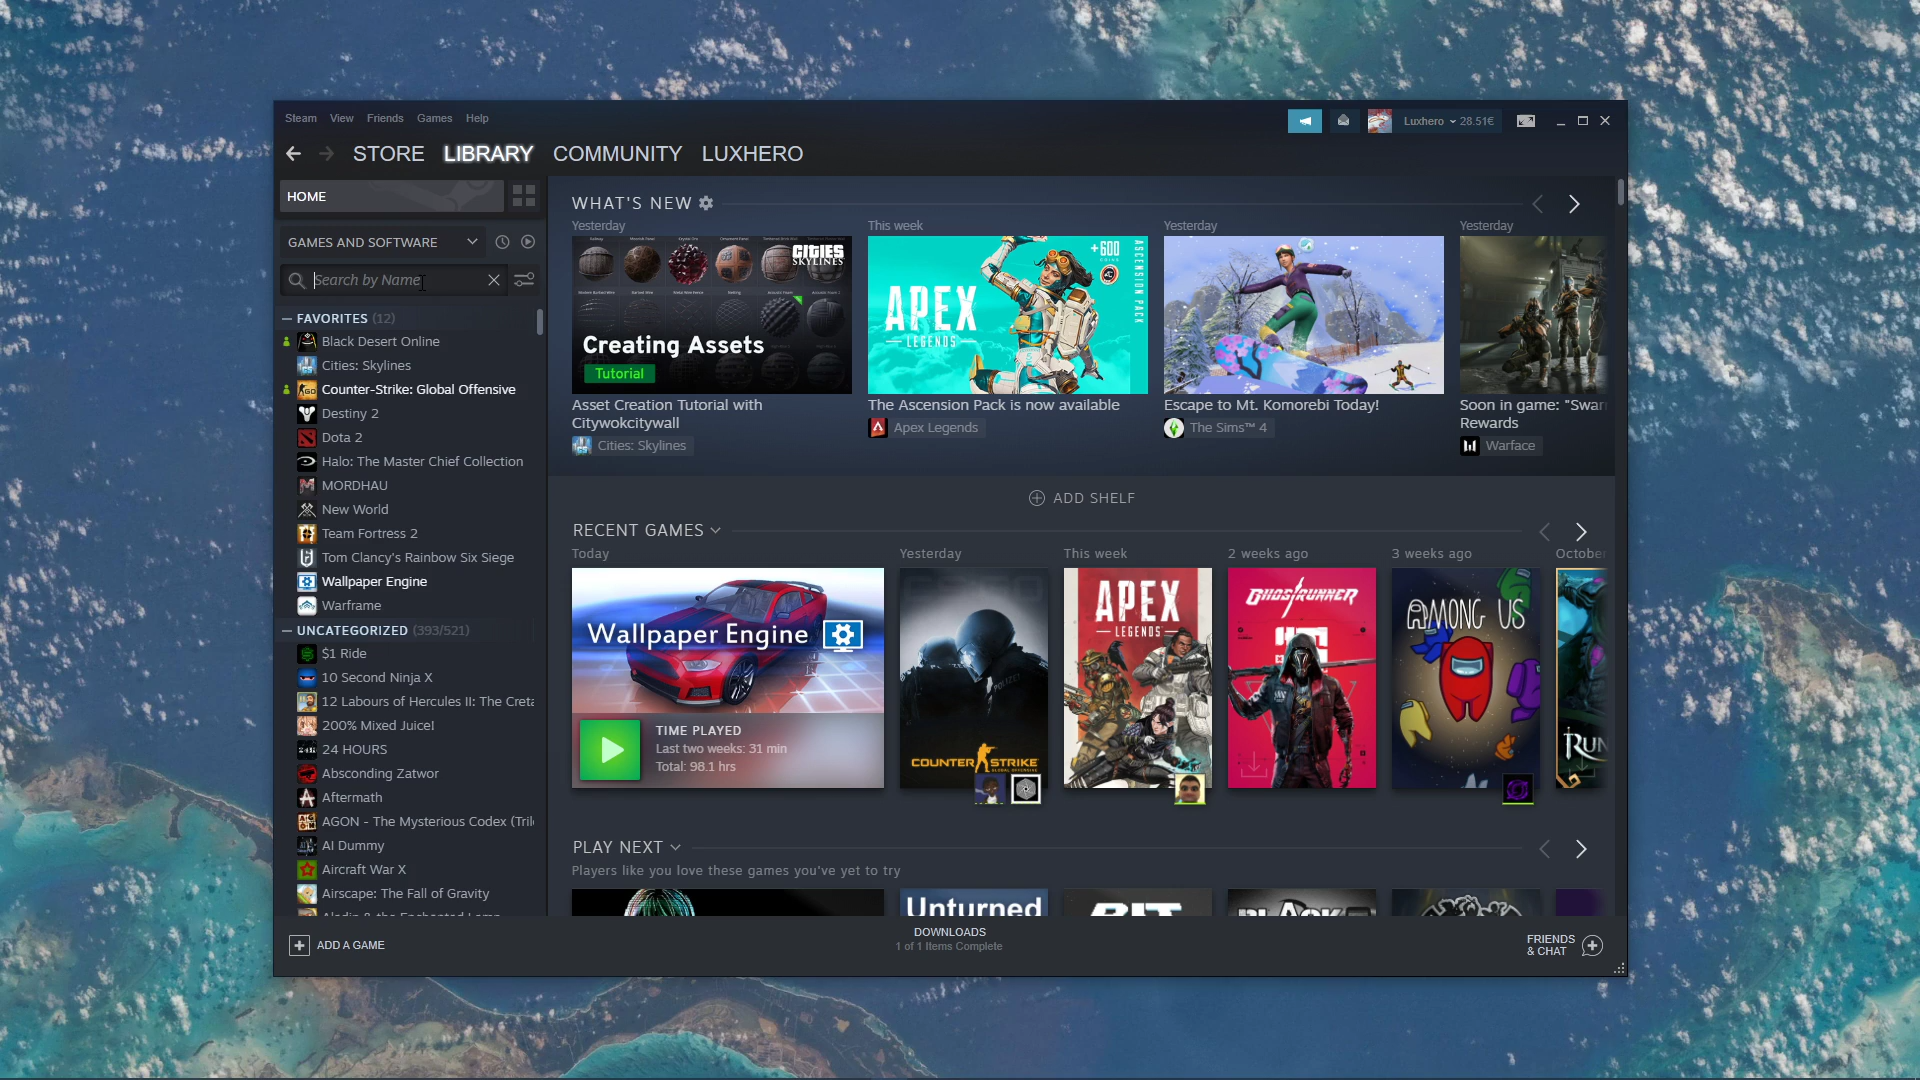 Steam View Friends Games Help
Luxhero 28.51€
STORE LIBRARY COMMUNITY LUXHERO
HOME
GAMES AND SOFTWARE
Search by Name
FAVORITES (12)
Black Desert Online
Cities: Skylines
Counter-Strike: Global Offensive
Destiny 2
Dota 2
Halo: The Master Chief Collection
MORDHAU
New World
Team Fortress 2
Tom Clancy's Rainbow Six Siege
Wallpaper Engine
Warframe
UNCATEGORIZED (393/521)
$1 Ride
10 Second Ninja X
12 Labours of Hercules II: The Creta
200% Mixed Juice!
24 HOURS
Absconding Zatwor
Aftermath
AGON - The Mysterious Codex (Tril
AI Dummy
Aircraft War X
Airscape: The Fall of Gravity
WHAT'S NEW
Yesterday
CITIES SKYLINES
Creating Assets
Tutorial
Asset Creation Tutorial with
Citywokcitywall
Cities: Skylines
This week
+600
COINS
ASCENSION PACK
APEX
LEGENDS
The Ascension Pack is now available
Apex Legends
Yesterday
Escape to Mt. Komorebi Today!
The Sims™ 4
Yesterday
Soon in game: "Swar
Rewards
Warface
ADD SHELF
RECENT GAMES
Today
Wallpaper Engine
TIME PLAYED
Last two weeks: 31 min
Total: 98.1 hrs
Yesterday
COUNTER STRIKE
GLOBAL OFFENSIVE
This week
APEX
LEGENDS
2 weeks ago
GHOSTRUNNER
3 weeks ago
AMONG US
October
RUN
PLAY NEXT
Players like you love these games you've yet to try
Unturned
BIT
BLACK
ADD A GAME
DOWNLOADS
1 of 1 Items Complete
FRIENDS
& CHAT